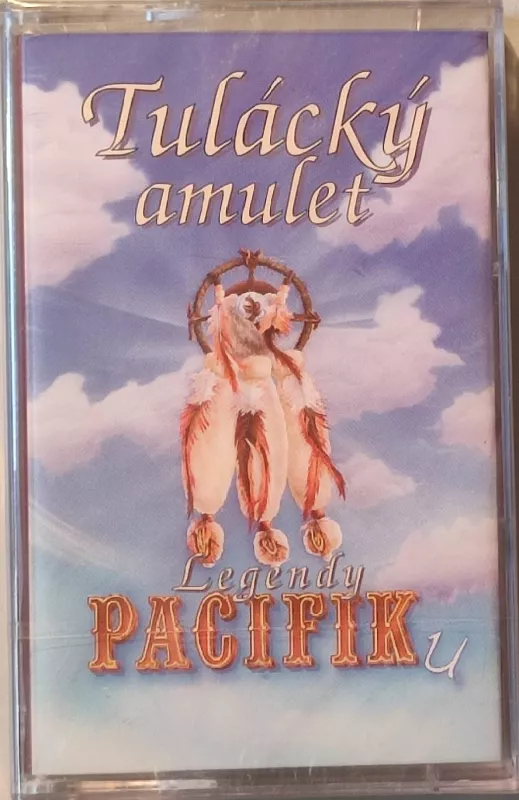 Tulácký
amulet
Legendy
PACIFIKu